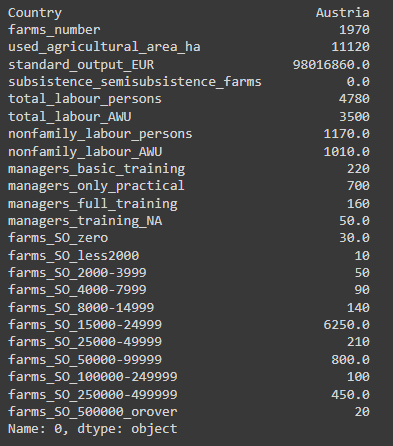 Country Austria
farms_number 1970
used_agricultural_area_ha 11120
standard_output_EUR 98016860.0
subsistence_semisubsistence_farms 0.0
total_labour_persons 4780
total_labour_AWU 3500
nonfamily_labour_persons 1170.0
nonfamily_labour_AWU 1010.0
managers_basic_training 220
managers_only_practical 700
managers_full_training 160
managers_training_NA 50.0
farms_SO_zero 30.0
farms_SO_less2000 10
farms_SO_2000-3999 50
farms_SO_4000-7999 90
farms_SO_8000-14999 140
farms_SO_15000-24999 6250.0
farms_SO_25000-49999 210
farms_SO_50000-99999 800.0
farms_SO_100000-249999 100
farms_SO_250000-499999 450.0
farms_SO_500000_orover 20
Name: 0, dtype: object